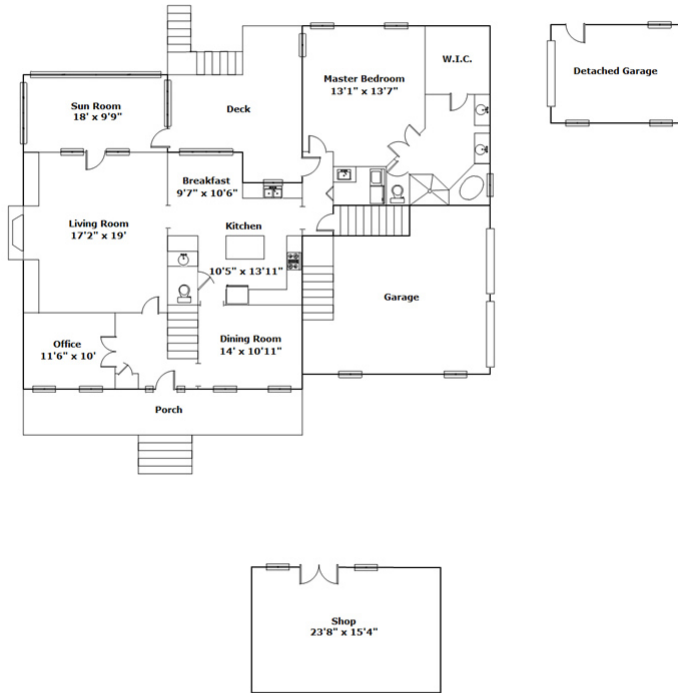 Master Bedroom
13'1" x 13'7"
W.I.C.
Detached Garage
Sun Room
18' x 9'9"
Deck
Breakfast
9'7" x 10'6"
Living Room
17'2" x 19'
Kitchen
10'5" x 13'11"
Garage
Office
11'6" x 10'
Dining Room
14' x 10'11"
Porch
Shop
23'8" x 15'4"